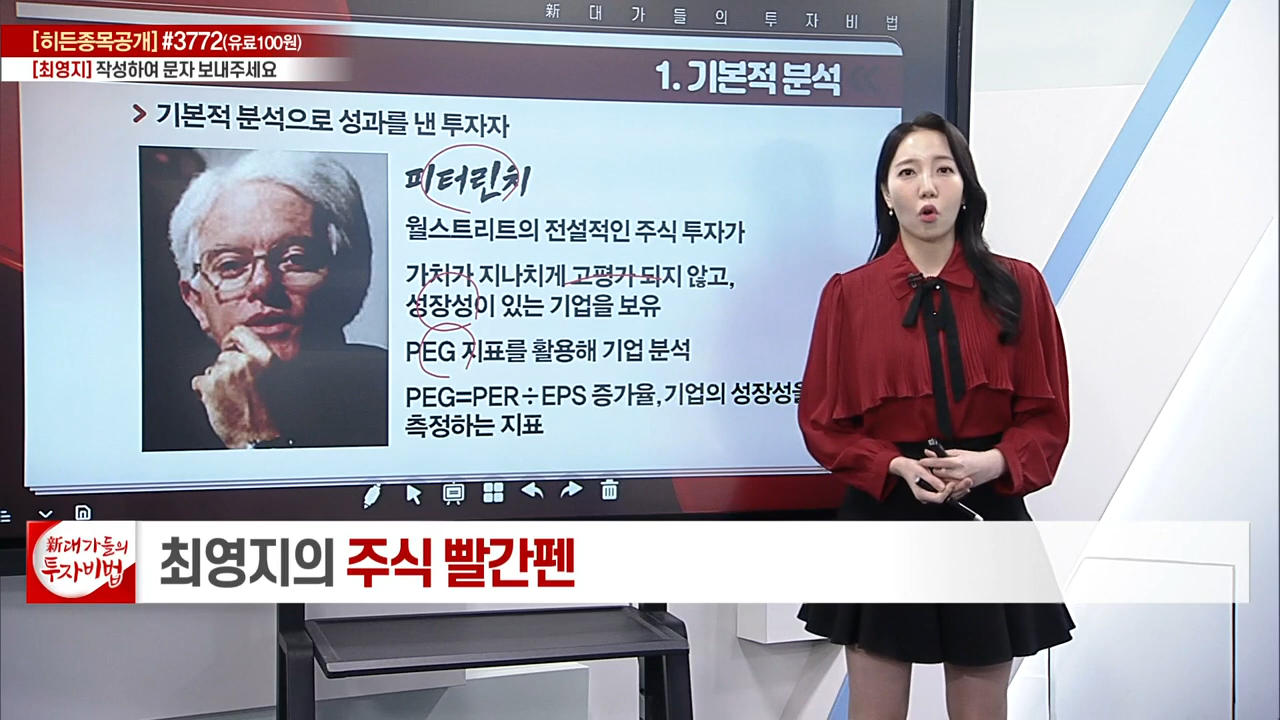 新대가들의 투자비법
[히든종목공개] #3772(유료100원)
[최영지] 작성하여 문자 보내주세요
1. 기본적 분석
기본적 분석으로 성과를 낸 투자자
피터린치
월스트리트의 전설적인 주식 투자가
가치가 지나치게 고평가 되지 않고,
성장성이 있는 기업을 보유
PEG 지표를 활용해 기업 분석
PEG=PER÷EPS 증가율, 기업의 성장성을
측정하는 지표
新대가들의
투자비법
최영지의 주식 빨간펜